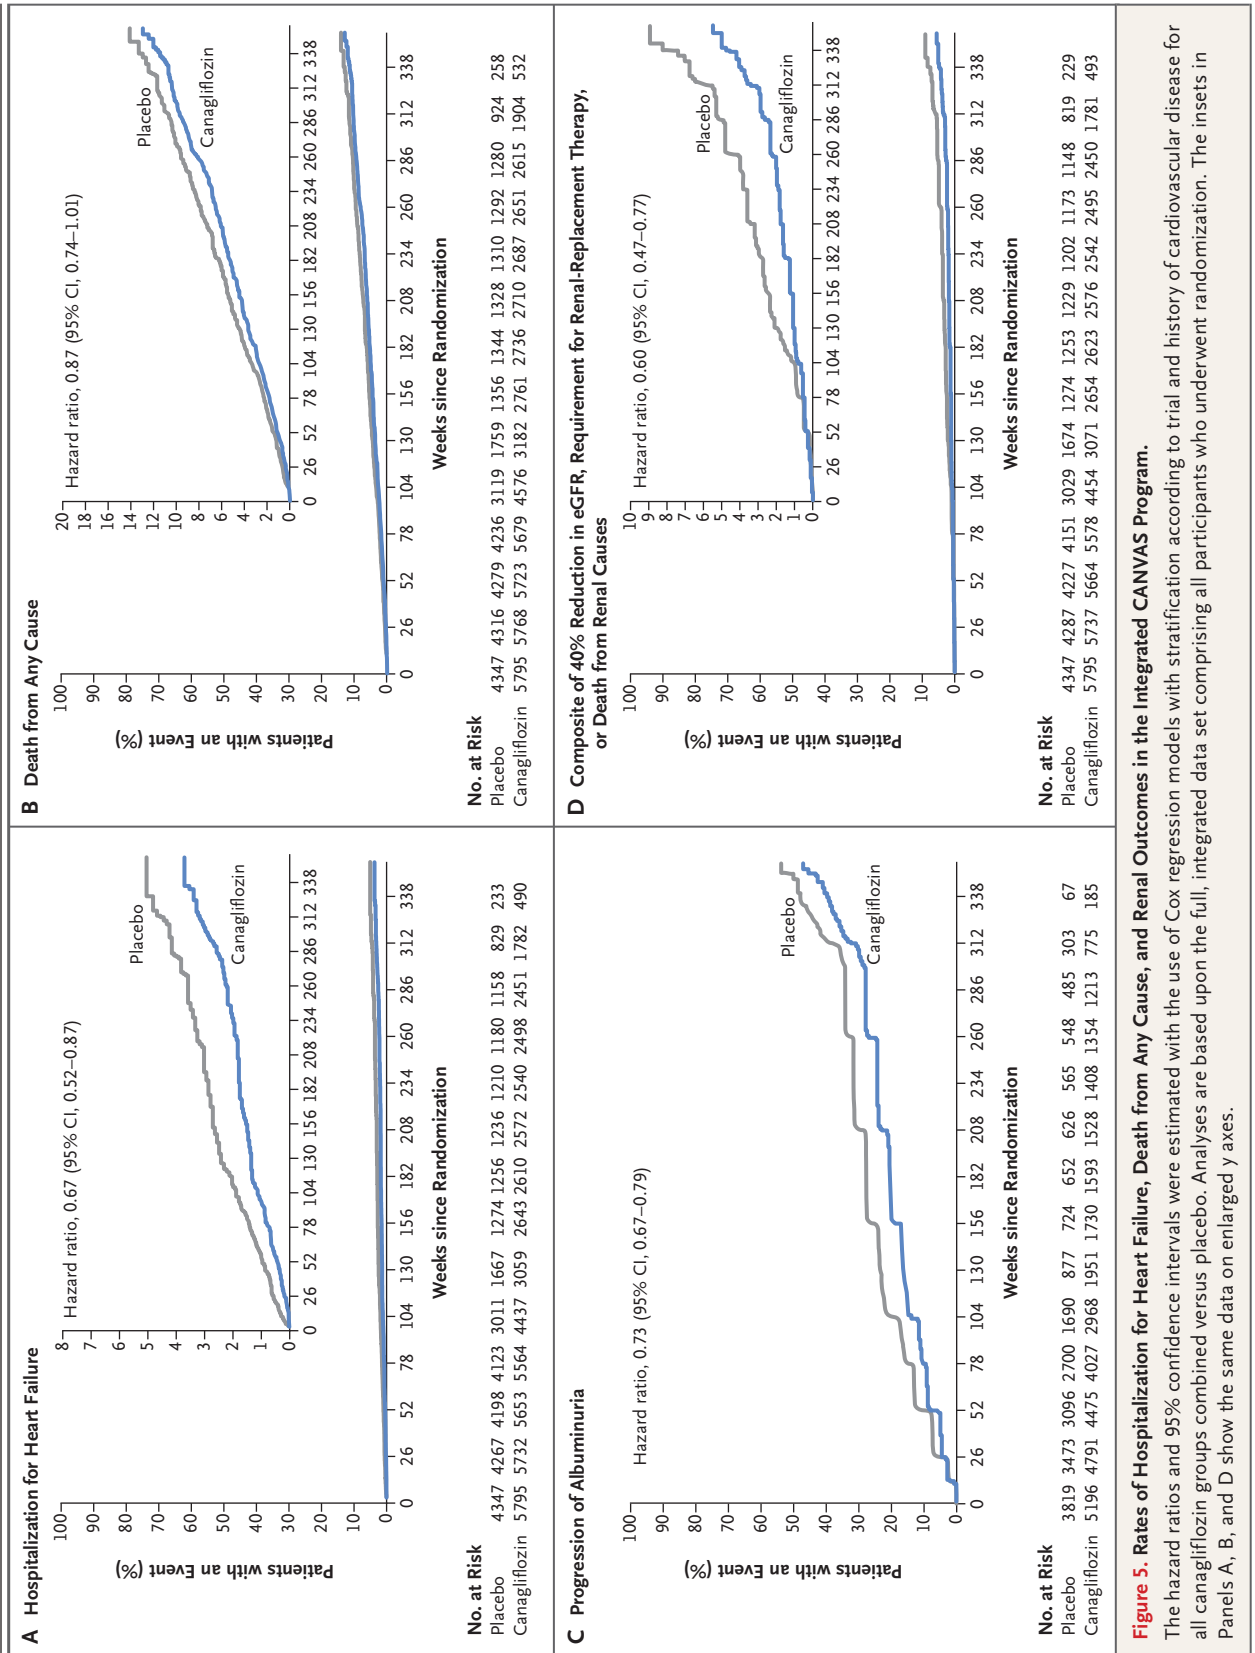 A Hospitalization for Heart Failure
Patients with an Event (%)
100
90
80
70
60
50
40
30
20
10
0
8
7
6
5
4
3
2
1
0
Hazard ratio, 0.67 (95% CI, 0.52–0.87)
Placebo
Canagliflozin
0 26 52 78 104 130 156 182 208 234 260 286 312 338
0 26 52 78 104 130 156 182 208 234 260 286 312 338
Weeks since Randomization
No. at Risk
Placebo 4347 4267 4198 4123 3011 1667 1274 1256 1236 1210 1180 1158 829 233
Canagliflozin 5795 5732 5653 5564 4437 3059 2643 2610 2572 2540 2498 2451 1782 490
B Death from Any Cause
Patients with an Event (%)
100
90
80
70
60
50
40
30
20
10
0
20
18
16
14
12
10
8
6
4
2
0
Hazard ratio, 0.87 (95% CI, 0.74–1.01)
Placebo
Canagliflozin
0 26 52 78 104 130 156 182 208 234 260 286 312 338
0 26 52 78 104 130 156 182 208 234 260 286 312 338
Weeks since Randomization
No. at Risk
Placebo 4347 4316 4279 4236 3119 1759 1356 1344 1328 1310 1292 1280 924 258
Canagliflozin 5795 5768 5723 5679 4576 3182 2761 2736 2710 2687 2651 2615 1904 532
C Progression of Albuminuria
Patients with an Event (%)
100
90
80
70
60
50
40
30
20
10
0
Hazard ratio, 0.73 (95% CI, 0.67–0.79)
Placebo
Canagliflozin
0 26 52 78 104 130 156 182 208 234 260 286 312 338
Weeks since Randomization
No. at Risk
Placebo 3819 3473 3096 2700 1690 877 724 652 626 565 548 485 303 67
Canagliflozin 5196 4791 4475 4027 2968 1951 1730 1593 1528 1408 1354 1213 775 185
D Composite of 40% Reduction in eGFR, Requirement for Renal-Replacement Therapy,
or Death from Renal Causes
Patients with an Event (%)
100
90
80
70
60
50
40
30
20
10
0
10
9
8
7
6
5
4
3
2
1
0
Hazard ratio, 0.60 (95% CI, 0.47–0.77)
Placebo
Canagliflozin
0 26 52 78 104 130 156 182 208 234 260 286 312 338
0 26 52 78 104 130 156 182 208 234 260 286 312 338
Weeks since Randomization
No. at Risk
Placebo 4347 4287 4227 4151 3029 1674 1274 1253 1229 1202 1173 1148 819 229
Canagliflozin 5795 5737 5664 5578 4454 3071 2654 2623 2576 2542 2495 2450 1781 493
Figure 5. Rates of Hospitalization for Heart Failure, Death from Any Cause, and Renal Outcomes in the Integrated CANVAS Program.
The hazard ratios and 95% confidence intervals were estimated with the use of Cox regression models with stratification according to trial and history of cardiovascular disease for
all canagliflozin groups combined versus placebo. Analyses are based upon the full, integrated data set comprising all participants who underwent randomization. The insets in
Panels A, B, and D show the same data on enlarged y axes.